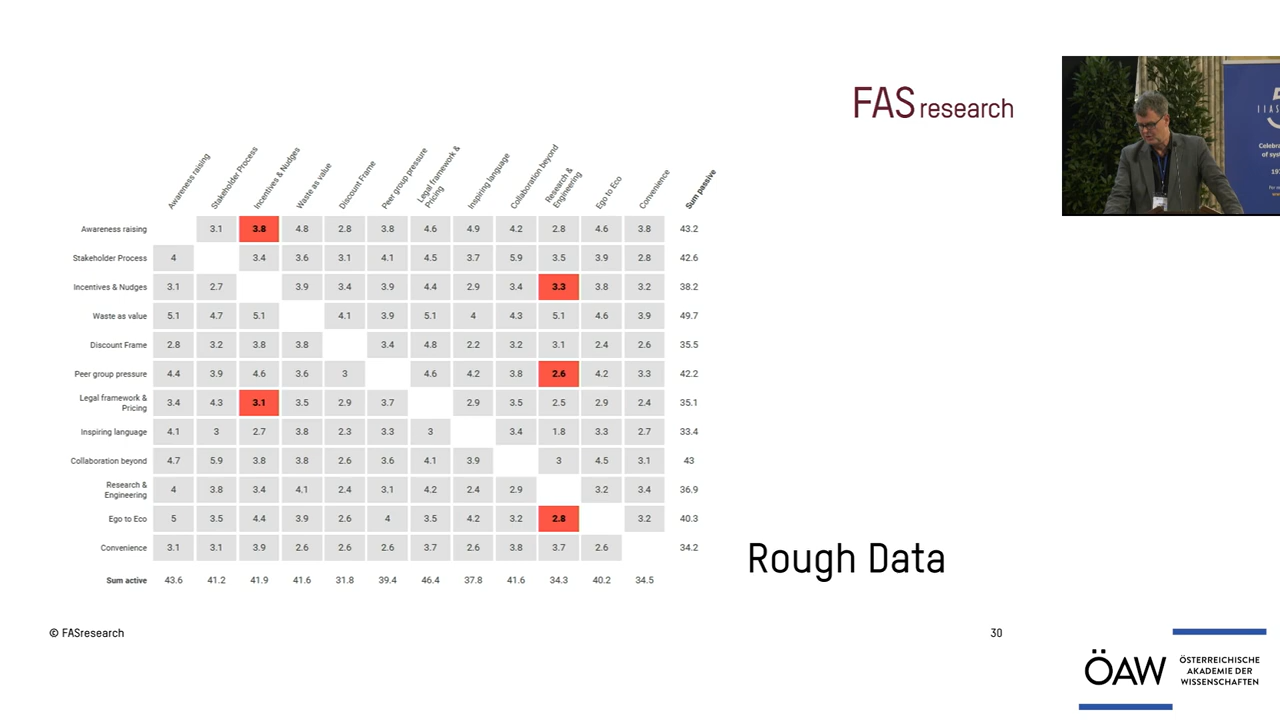 FASresearch
Awareness raising
Stakeholder Process
Incentives & Nudges
Waste as value
Discount Frame
Peer group pressure
Legal framework &
Pricing
Inspiring language
Collaboration beyond
Research &
Engineering
Ego to Eco
Convenience
Sum passive
Awareness raising 3.1 3.8 4.8 2.8 3.8 4.6 4.9 4.2 2.8 4.6 3.8 43.2
Stakeholder Process 4 3.4 3.6 3.1 4.1 4.5 3.7 5.9 3.5 3.9 2.8 42.6
Incentives & Nudges 3.1 2.7 3.9 3.4 3.9 4.4 2.9 3.4 3.3 3.8 3.2 38.2
Waste as value 5.1 4.7 5.1 4.1 3.9 5.1 4 4.3 5.1 4.6 3.9 49.7
Discount Frame 2.8 3.2 3.8 3.8 3.4 4.8 2.2 3.2 3.1 2.4 2.6 35.5
Peer group pressure 4.4 3.9 4.6 3.6 3 4.6 4.2 3.8 2.6 4.2 3.3 42.2
Legal framework &
Pricing 3.4 4.3 3.1 3.5 2.9 3.7 2.9 3.5 2.5 2.9 2.4 35.1
Inspiring language 4.1 3 2.7 3.8 2.3 3.3 3 3.4 1.8 3.3 2.7 33.4
Collaboration beyond 4.7 5.9 3.8 3.8 2.6 3.6 4.1 3.9 3 4.5 3.1 43
Research &
Engineering 4 3.8 3.4 4.1 2.4 3.1 4.2 2.4 2.9 3.2 3.4 36.9
Ego to Eco 5 3.5 4.4 3.9 2.6 4 3.5 4.2 3.2 2.8 3.2 40.3
Convenience 3.1 3.1 3.9 2.6 2.6 2.6 3.7 2.6 3.8 3.7 2.6 34.2
Sum active 43.6 41.2 41.9 41.6 31.8 39.4 46.4 37.8 41.6 34.3 40.2 34.5
Rough Data
© FASresearch
30
ÖAW
ÖSTERREICHISCHE
AKADEMIE DER
WISSENSCHAFTEN